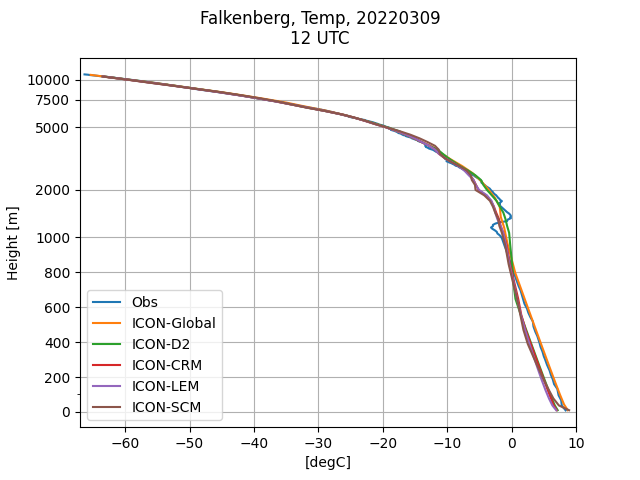 Falkenberg, Temp, 20220309
12 UTC
10000
7500
5000
2000
1000
800
600
400
200
0
Height [m]
Obs
ICON-Global
ICON-D2
ICON-CRM
ICON-LEM
ICON-SCM
−60 −50 −40 −30 −20 −10 0 10
[degC]